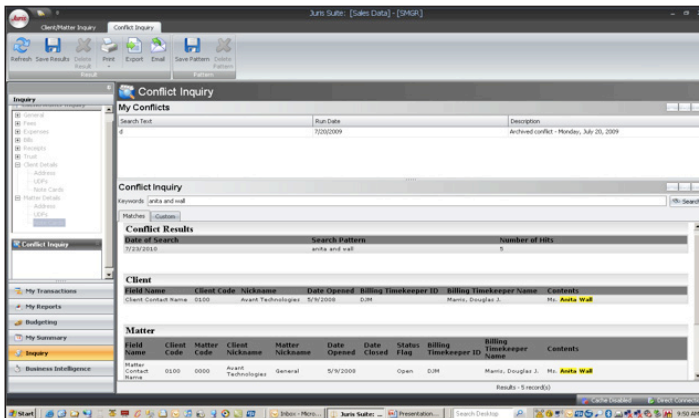 Juris Suite: [Sales Data] - [SMGR]
Juris
Client/Matter Inquiry
Conflict Inquiry
Refresh
Save Results
Delete Result
Print
Export
Email
Save Pattern
Delete Pattern
Result
Pattern
Inquiry
General
Fees
Expenses
Bills
Receipts
Trust
Client Details
Address
UDFs
Note Cards
Matter Details
Address
UDFs
Conflict Inquiry
My Transactions
My Reports
Budgeting
My Summary
Inquiry
Business Intelligence
Conflict Inquiry
My Conflicts
Search Text Run Date Description
d 7/20/2009 Archived conflict - Monday, July 20, 2009
Conflict Inquiry
Keywords anita and wall Search
Matches Custom
Conflict Results
Date of Search Search Pattern Number of Hits
7/23/2010 anita and wall 5
Client
Field Name Client Code Nickname Date Opened Billing Timekeeper ID Billing Timekeeper Name Contents
Client Contact Name 0100 Avant Technologies 5/9/2008 DJM Marris, Douglas J. Ms. Anita Wall
Matter
Field Name Client Code Matter Code Client Nickname Matter Nickname Date Opened Date Closed Status Flag Billing Timekeeper ID Billing Timekeeper Name Contents
Matter Contact Name 0100 0000 Avant Technologies General 5/9/2008 Open DJM Marris, Douglas J. Ms. Anita Wall
Results - 5 record(s)
Cache Disabled Direct Conne
Start Inbox - Micro... Juris Suite: ... Presentation... Search Desktop 9:50 AM